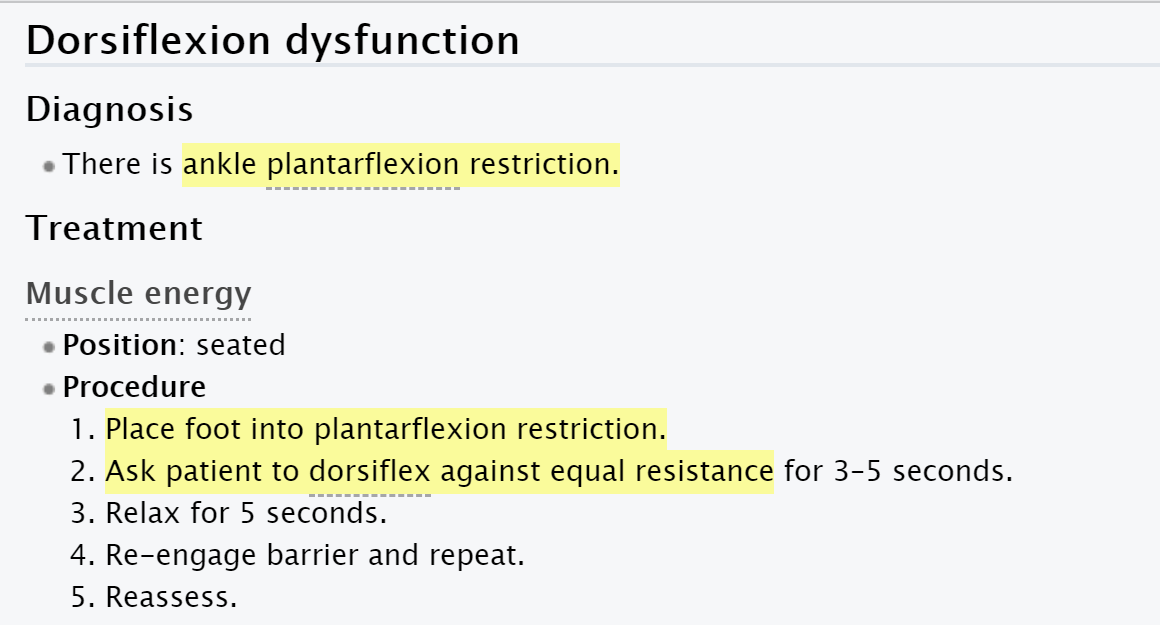 Dorsiflexion dysfunction
Diagnosis
There is ankle plantarflexion restriction.
Treatment
Muscle energy
Position: seated
Procedure
1. Place foot into plantarflexion restriction.
2. Ask patient to dorsiflex against equal resistance for 3–5 seconds.
3. Relax for 5 seconds.
4. Re-engage barrier and repeat.
5. Reassess.